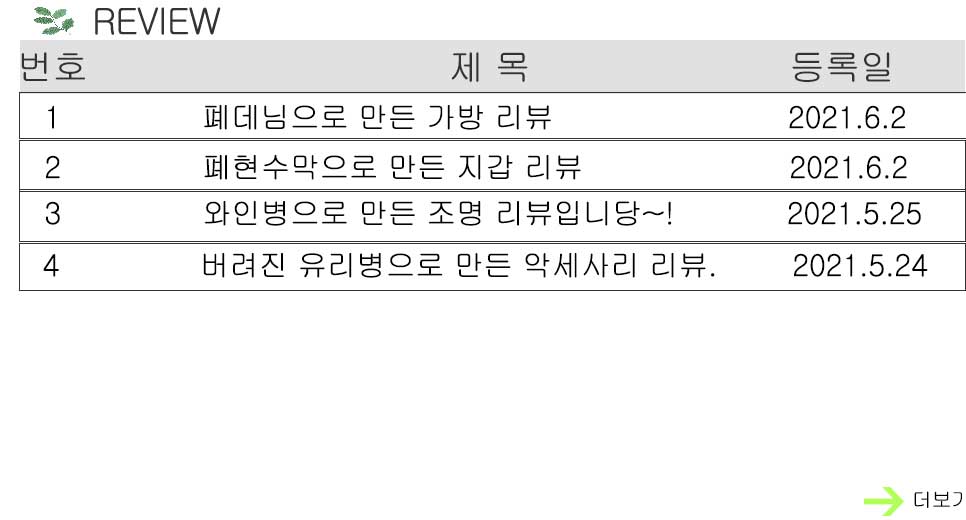 REVIEW
번호 제 목 등록일
1 폐데님으로 만든 가방 리뷰 2021.6.2
2 폐현수막으로 만든 지갑 리뷰 2021.6.2
3 와인병으로 만든 조명 리뷰입니당~! 2021.5.25
4 버려진 유리병으로 만든 악세사리 리뷰. 2021.5.24
더보기